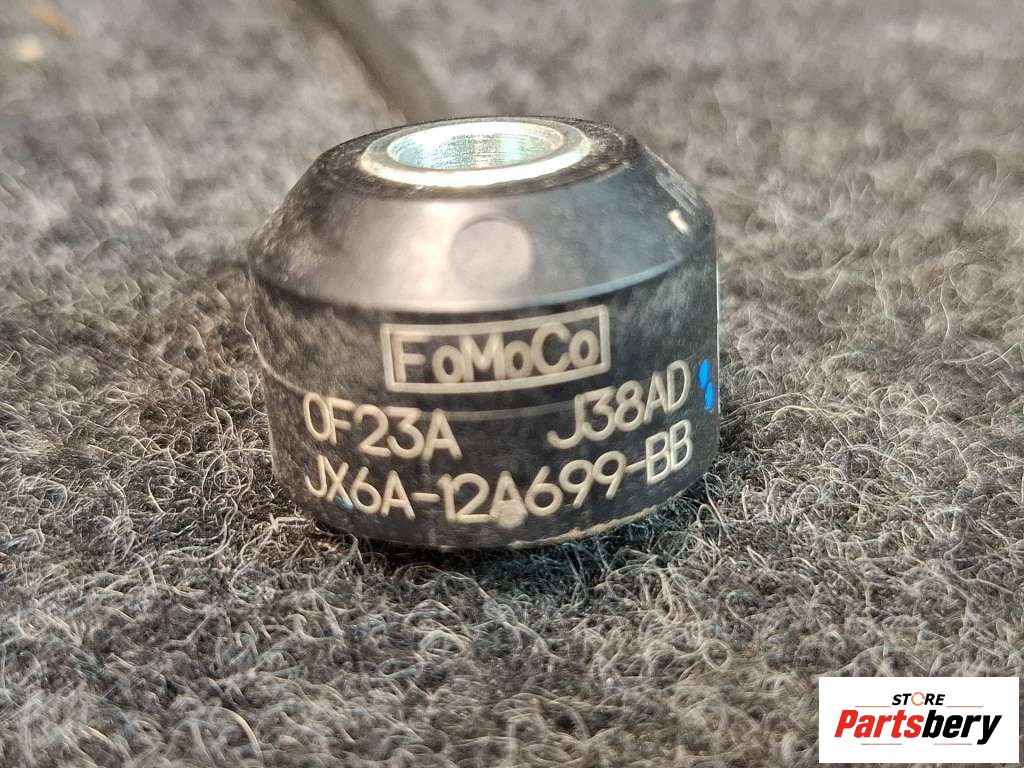 FoMoCo
0F23A J38AD
JX6A-12A699-BB
STORE
Partsbery